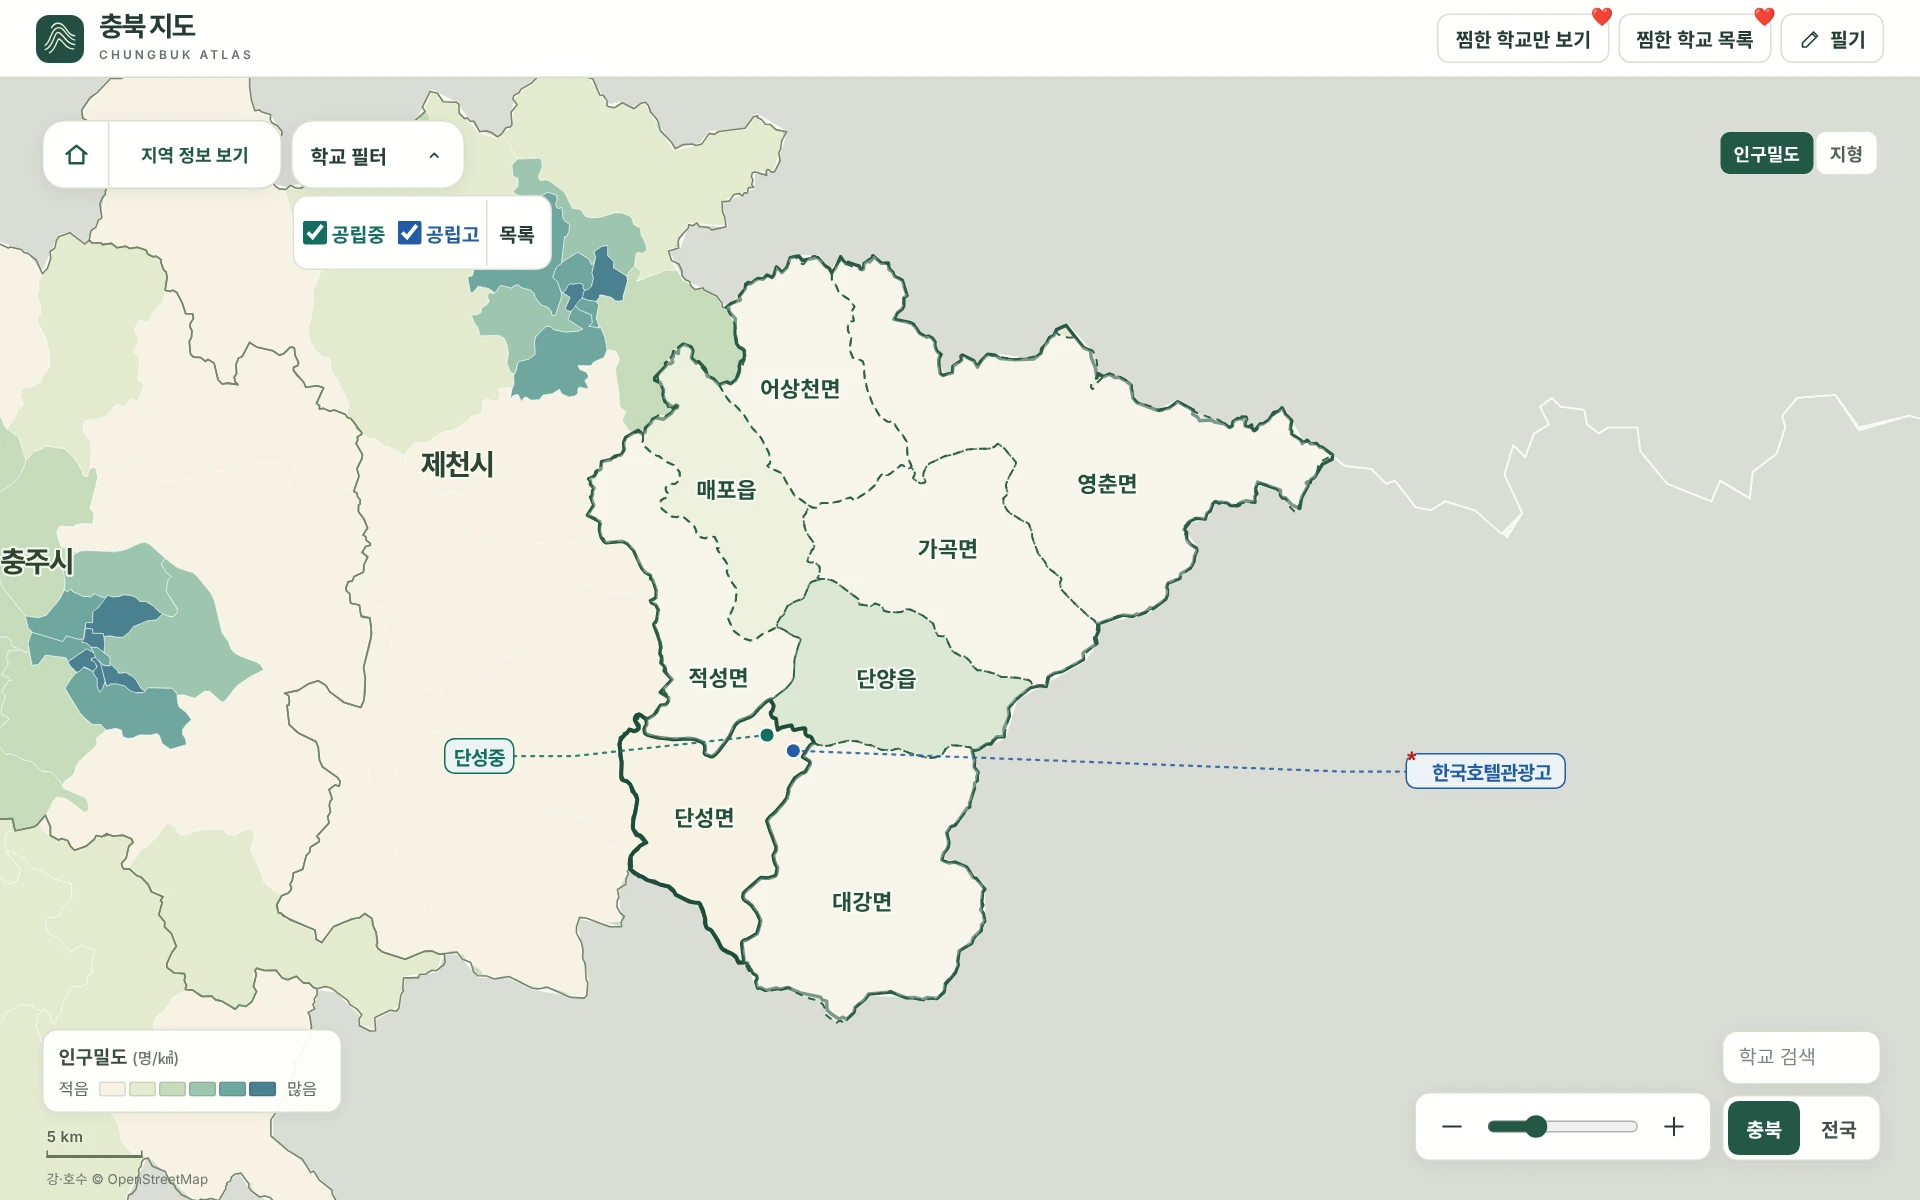 충북 지도
CHUNGBUK ATLAS
찜한 학교만 보기
찜한 학교 목록
필기
지역 정보 보기
학교 필터
인구밀도
지형
공립중
공립고
목록
어상천면
제천시
매포읍
영춘면
가곡면
충주시
적성면
단양읍
단성중
* 한국호텔관광고
단성면
대강면
인구밀도 (명/㎢)
적음
많음
학교 검색
5 km
충북
전국
강·호수 © OpenStreetMap